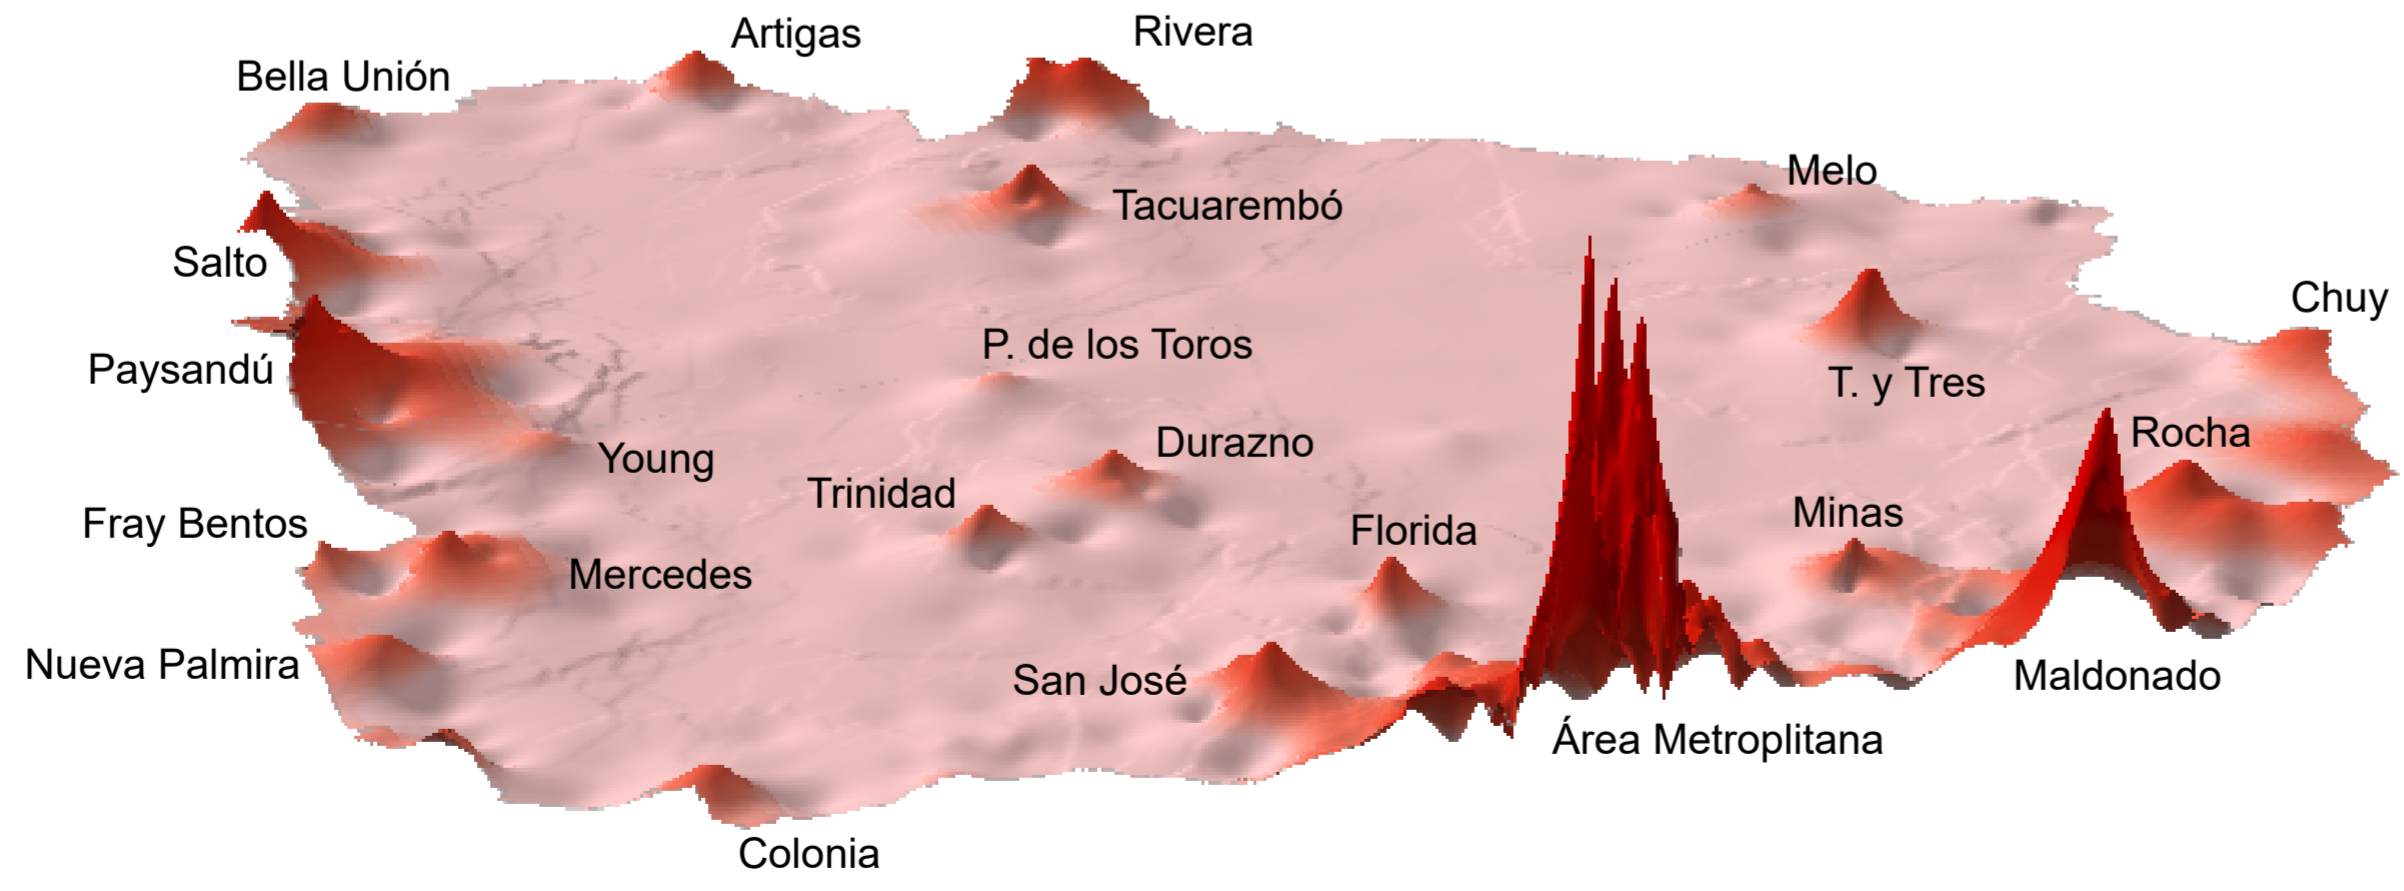 Artigas
Rivera
Bella Unión
Melo
Tacuarembó
Salto
Chuy
P. de los Toros
Paysandú
T. y Tres
Rocha
Durazno
Young
Trinidad
Minas
Fray Bentos
Florida
Mercedes
Nueva Palmira
San José
Maldonado
Área Metroplitana
Colonia